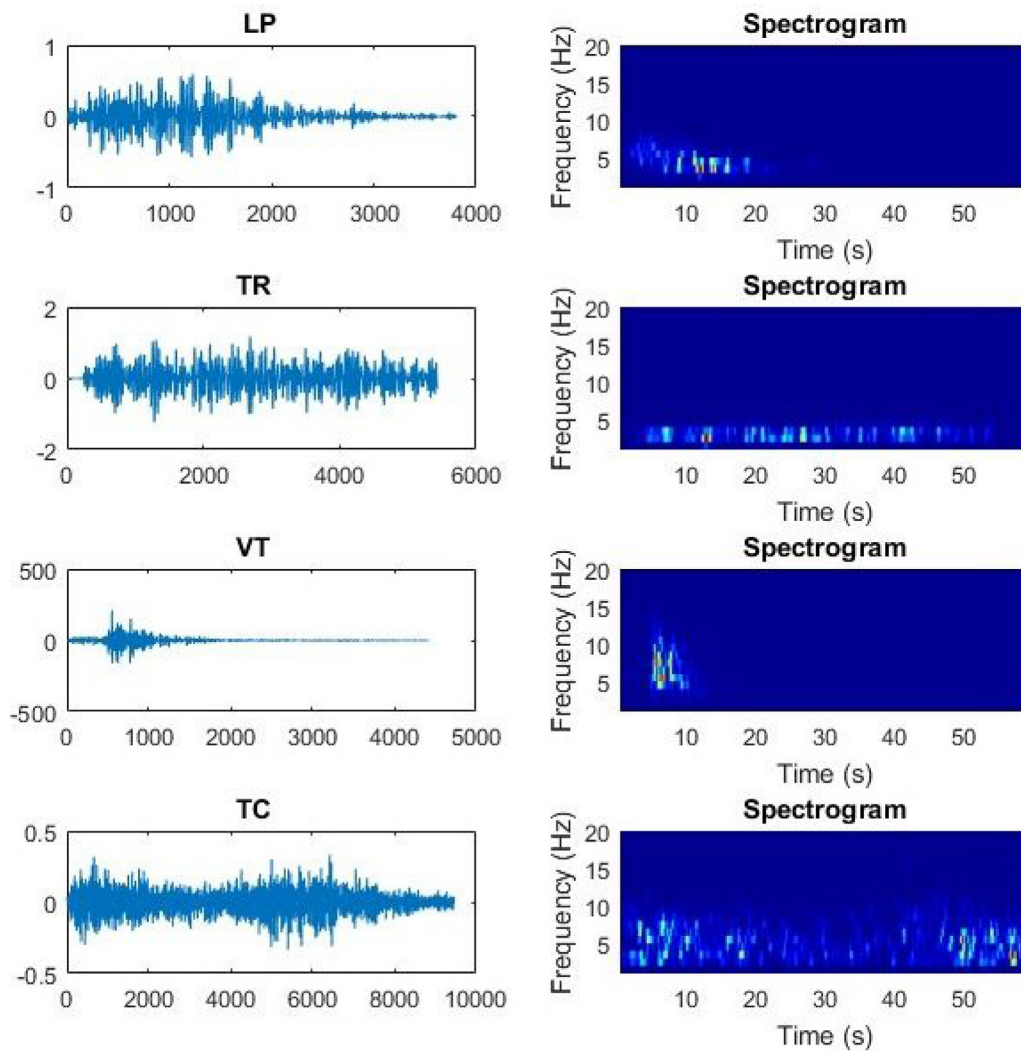 LP
1
0
-1
0 1000 2000 3000 4000
Spectrogram
20
15
10
5
Frequency (Hz)
10 20 30 40 50
Time (s)
TR
2
0
-2
0 2000 4000 6000
Spectrogram
20
15
10
5
Frequency (Hz)
10 20 30 40 50
Time (s)
VT
500
0
-500
0 1000 2000 3000 4000 5000
Spectrogram
20
15
10
5
Frequency (Hz)
10 20 30 40 50
Time (s)
TC
0.5
0
-0.5
0 2000 4000 6000 8000 10000
Spectrogram
20
15
10
5
Frequency (Hz)
10 20 30 40 50
Time (s)